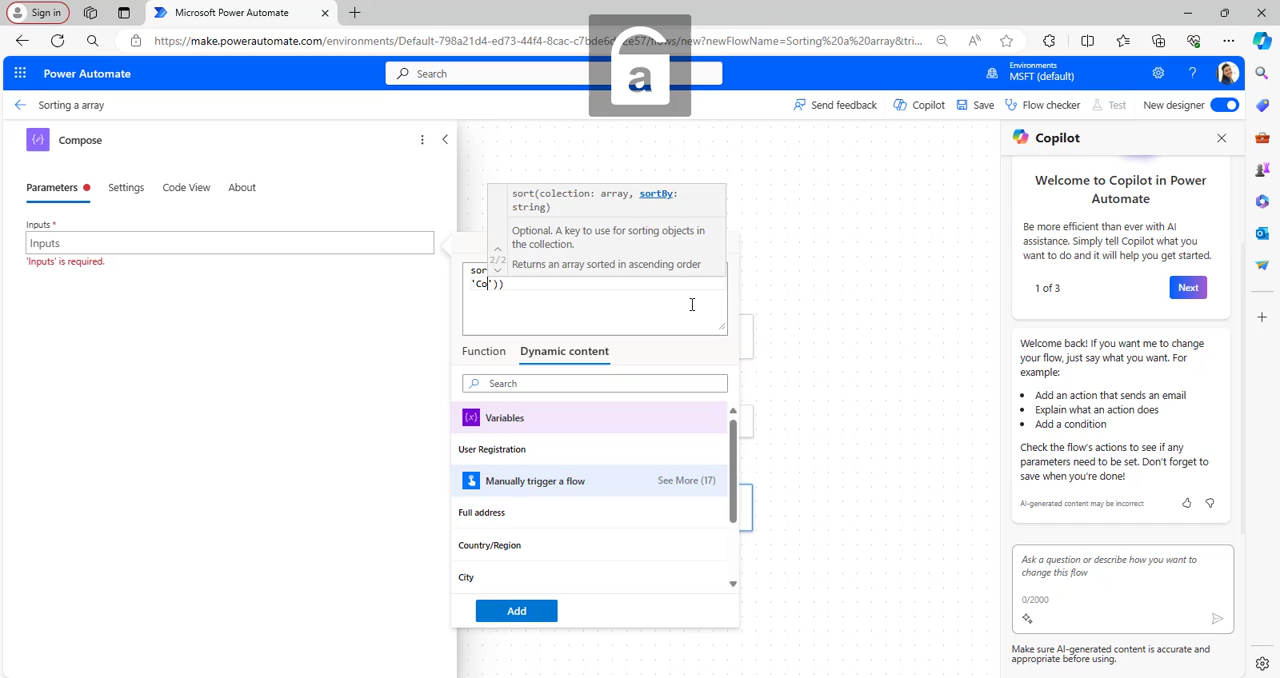 Sign in
Microsoft Power Automate
https://make.powerautomate.com/environments/Default-798a21d4-ed73-44f4-8cac-c7bde6 e57/flows/new?newFlowName=Sorting%20a%20array&tri...
a
Power Automate
Search
Environments
MSFT (default)
Sorting a array
Send feedback
Copilot
Save
Flow checker
Test
New designer
Compose
Parameters
Settings
Code View
About
Inputs *
Inputs
'Inputs' is required.
sort(colection: array, sortBy:
string)
Optional. A key to use for sorting objects in
the collection.
2/2
Returns an array sorted in ascending order
sor
'Co'))
Function
Dynamic content
Search
Variables
User Registration
Manually trigger a flow
See More (17)
Full address
Country/Region
City
Add
Copilot
Welcome to Copilot in Power
Automate
Be more efficient than ever with AI
assistance. Simply tell Copilot what you
want to do and it will help you get started.
1 of 3
Next
Welcome back! If you want me to change
your flow, just say what you want. For
example:
• Add an action that sends an email
• Explain what an action does
• Add a condition
Check the flow's actions to see if any
parameters need to be set. Don't forget to
save when you're done!
AI-generated content may be incorrect
Ask a question or describe how you want to
change this flow
0/2000
Make sure AI-generated content is accurate and
appropriate before using.